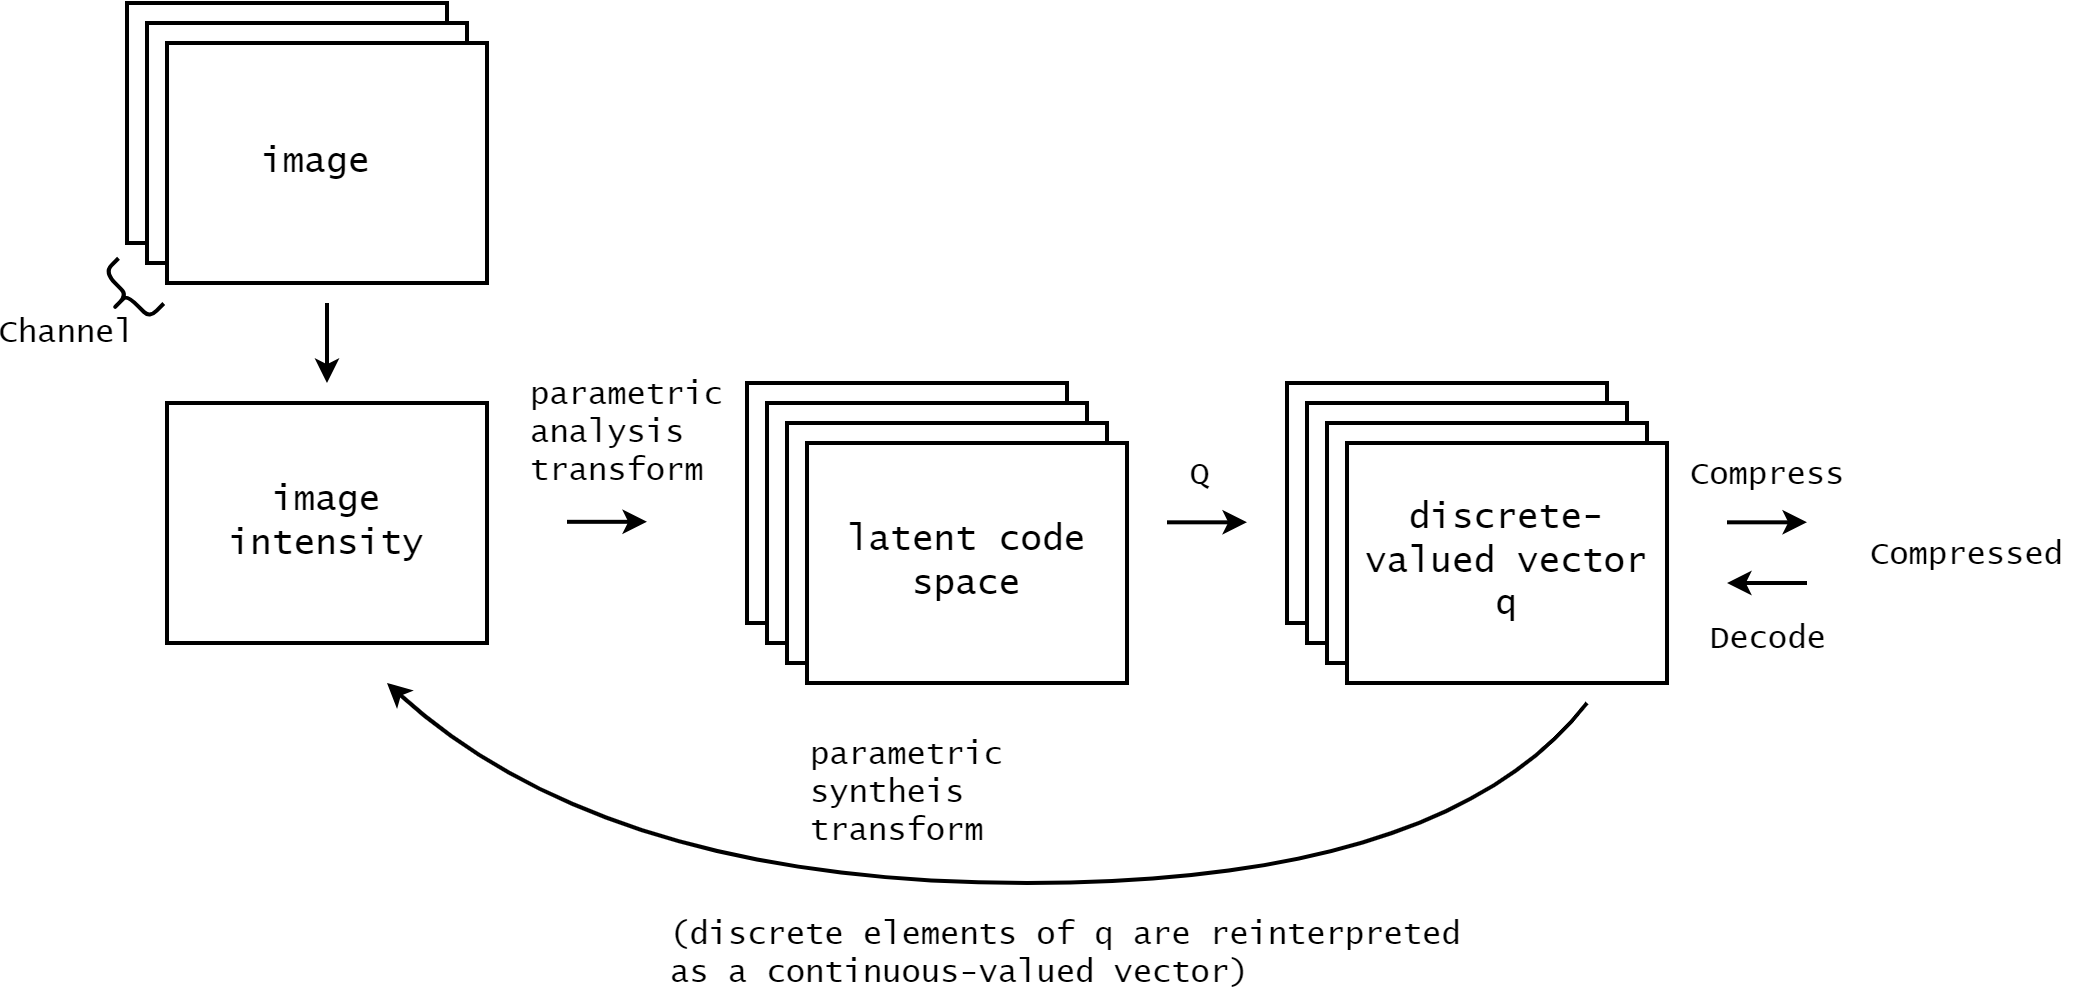 image
Channel
image
intensity
parametric
analysis
transform
latent code
space
Q
discrete-
valued vector
q
Compress
Compressed
Decode
parametric
syntheis
transform
(discrete elements of q are reinterpreted
as a continuous-valued vector)